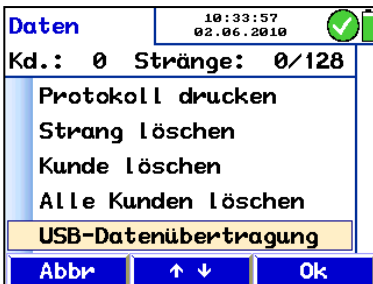 Daten
10:33:57
02.06.2010
Kd.: 0 Stränge: 0/128
Protokoll drucken
Strang löschen
Kunde löschen
Alle Kunden löschen
USB-Datenübertragung
Abbr ↑ ↓ Ok